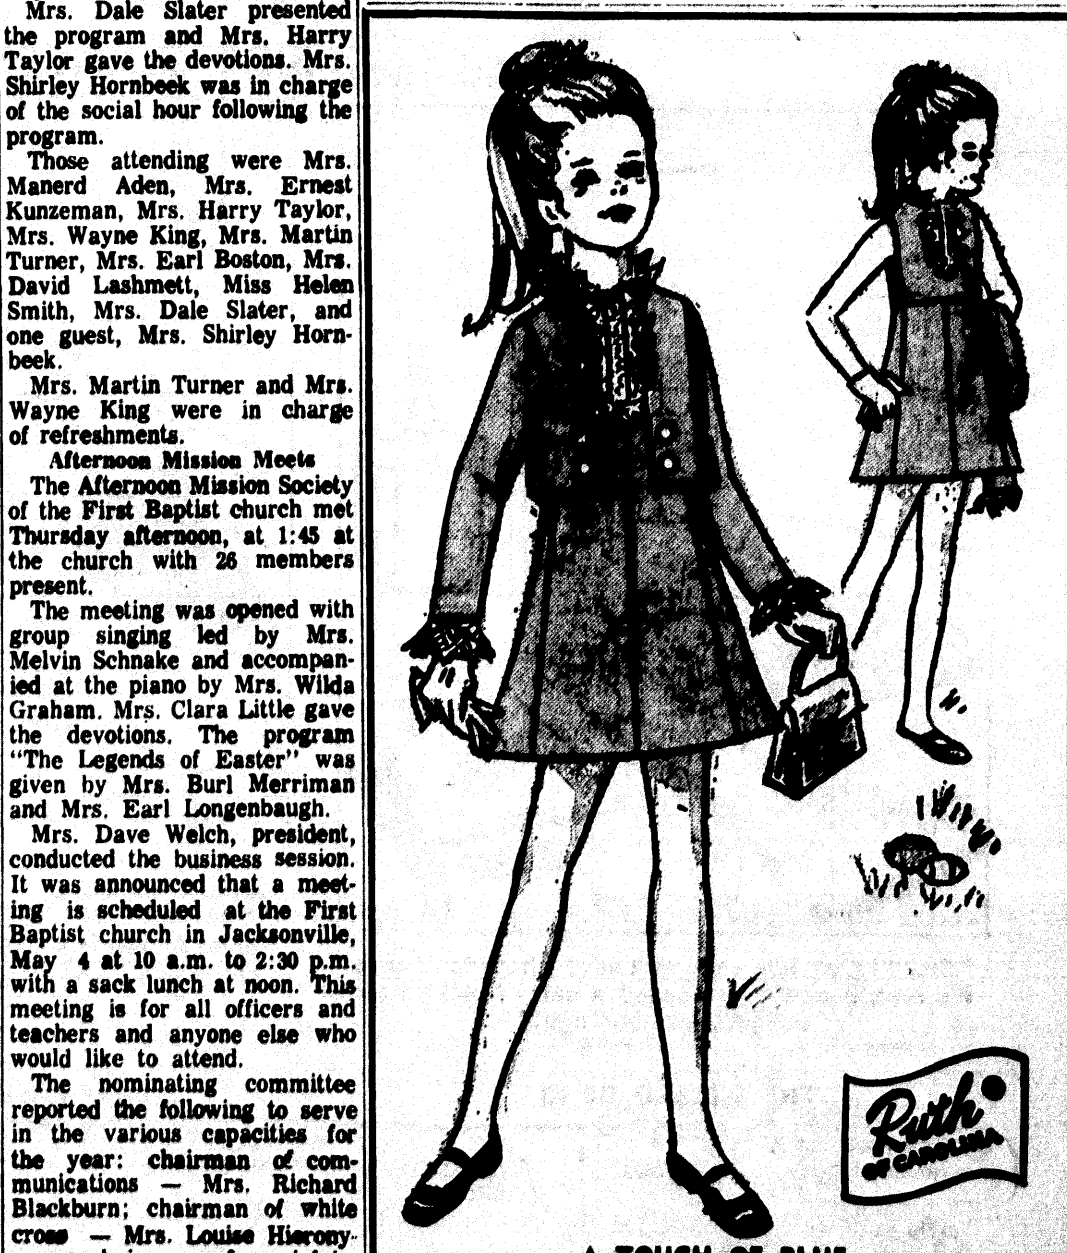 Mrs. Dale Slater presented
the program and Mrs. Harry
Taylor gave the devotions. Mrs.
Shirley Hornbeek was in charge
of the social hour following the
program.
Those attending were Mrs.
Manerd Aden, Mrs. Ernest
Kunzeman, Mrs. Harry Taylor,
Mrs. Wayne King, Mrs. Martin
Turner, Mrs. Earl Boston, Mrs.
David Lashmett, Miss Helen
Smith, Mrs. Dale Slater, and
one guest, Mrs. Shirley Horn-
beek.
Mrs. Martin Turner and Mrs.
Wayne King were in charge
of refreshments.
Afternoon Mission Meets
The Afternoon Mission Society
of the First Baptist church met
Thursday afternoon, at 1:45 at
the church with 26 members
present.
The meeting was opened with
group singing led by Mrs.
Melvin Schnake and accompan-
ied at the piano by Mrs. Wilda
Graham. Mrs. Clara Little gave
the devotions. The program
"The Legends of Easter" was
given by Mrs. Burl Merriman
and Mrs. Earl Longenbaugh.
Mrs. Dave Welch, president,
conducted the business session.
It was announced that a meet-
ing is scheduled at the First
Baptist church in Jacksonville,
May 4 at 10 a.m. to 2:30 p.m.
with a sack lunch at noon. This
meeting is for all officers and
teachers and anyone else who
would like to attend.
The nominating committee
reported the following to serve
in the various capacities for
the year: chairman of com-
munications — Mrs. Richard
Blackburn; chairman of white
cross — Mrs. Louise Hierony-
Ruth
OF CAROLINA
A TOUCH OF BLUE